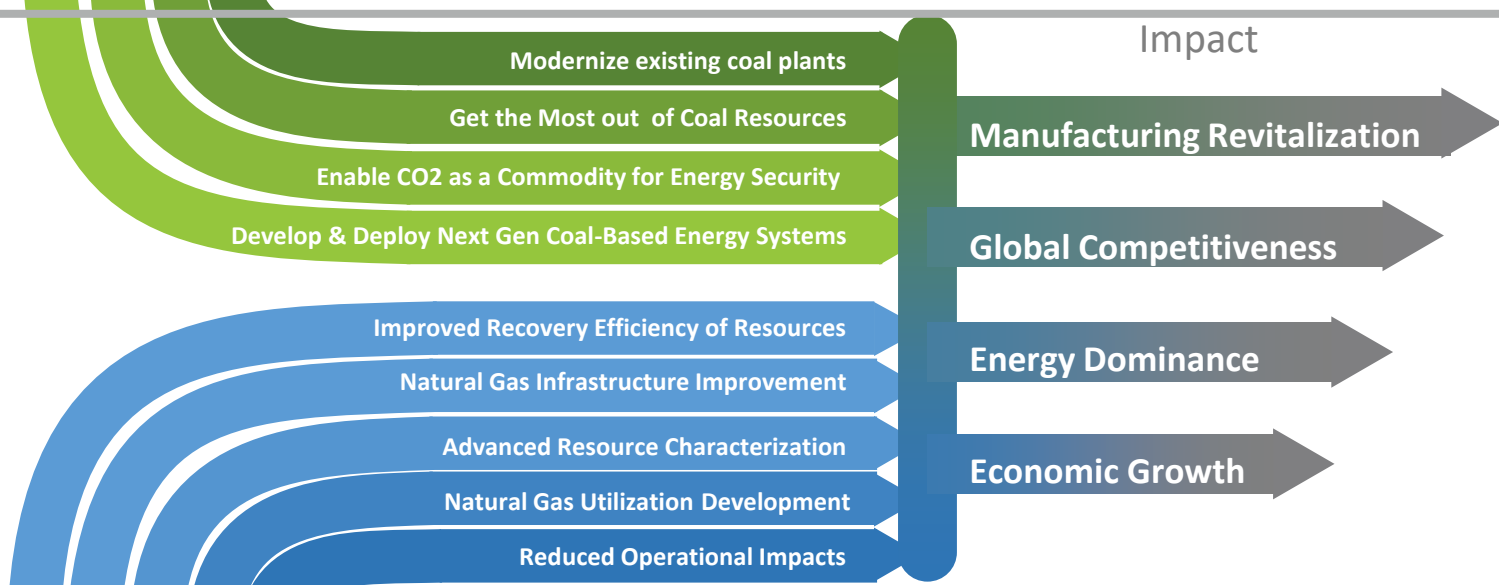 Impact
Modernize existing coal plants
Get the Most out  of Coal Resources
Enable CO2 as a Commodity for Energy Security
Develop & Deploy Next Gen Coal-Based Energy Systems
Improved Recovery Efficiency of Resources
Natural Gas Infrastructure Improvement
Advanced Resource Characterization
Natural Gas Utilization Development
Reduced Operational Impacts
Manufacturing Revitalization
Global Competitiveness
Energy Dominance
Economic Growth